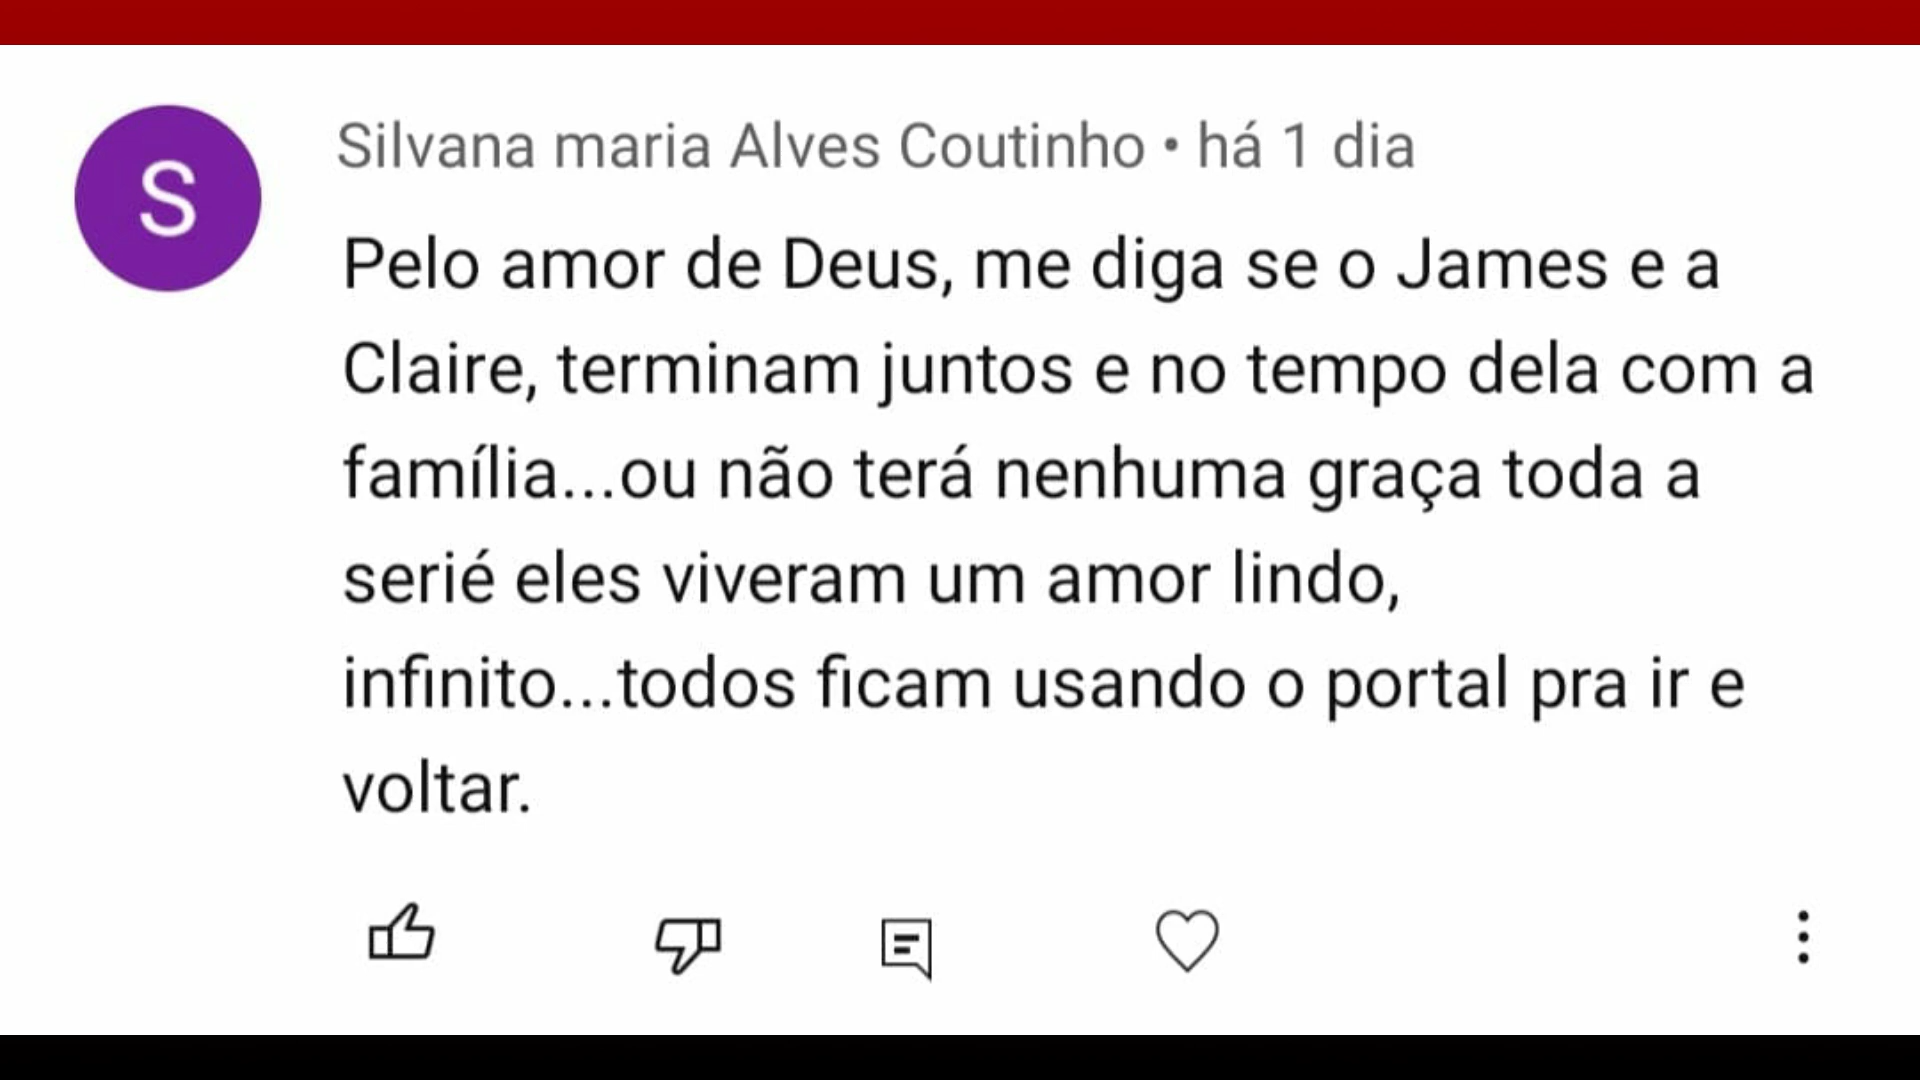 S
Silvana maria Alves Coutinho • há 1 dia
Pelo amor de Deus, me diga se o James e a
Claire, terminam juntos e no tempo dela com a
família...ou não terá nenhuma graça toda a
serié eles viveram um amor lindo,
infinito...todos ficam usando o portal pra ir e
voltar.